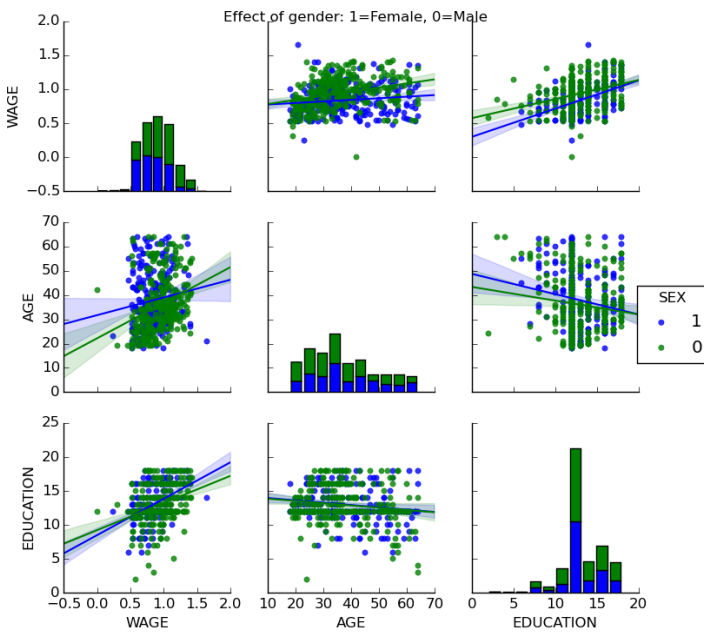 Effect of gender: 1=Female, 0=Male
2.0
1.5
1.0
0.5
0.0
−0.5
WAGE
70
60
50
40
30
20
10
0
AGE
SEX
1
0
25
20
15
10
5
0
EDUCATION
−0.5 0.0 0.5 1.0 1.5 2.0
10 20 30 40 50 60 70
0 5 10 15 20
WAGE
AGE
EDUCATION